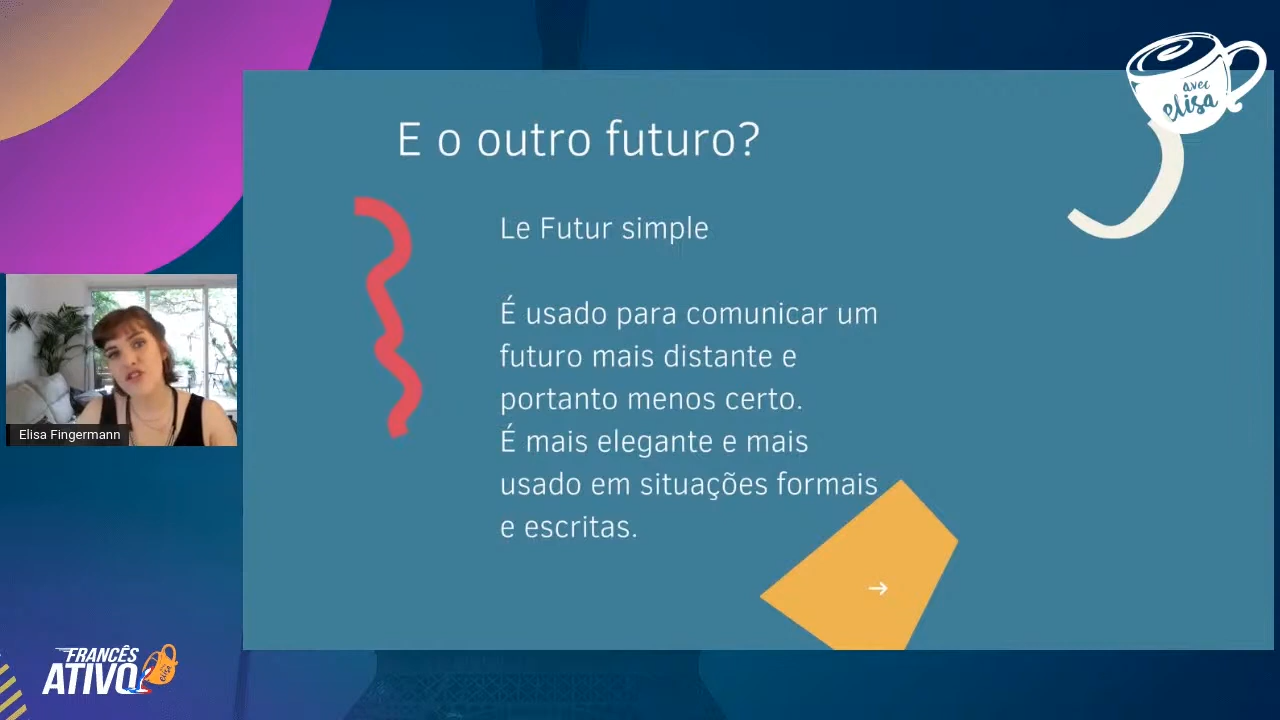 avec
elisa
E o outro futuro?
Le Futur simple
É usado para comunicar um
futuro mais distante e
portanto menos certo.
É mais elegante e mais
usado em situações formais
e escritas.
Elisa Fingermann
FRANCÊS
ATIVO
elisa